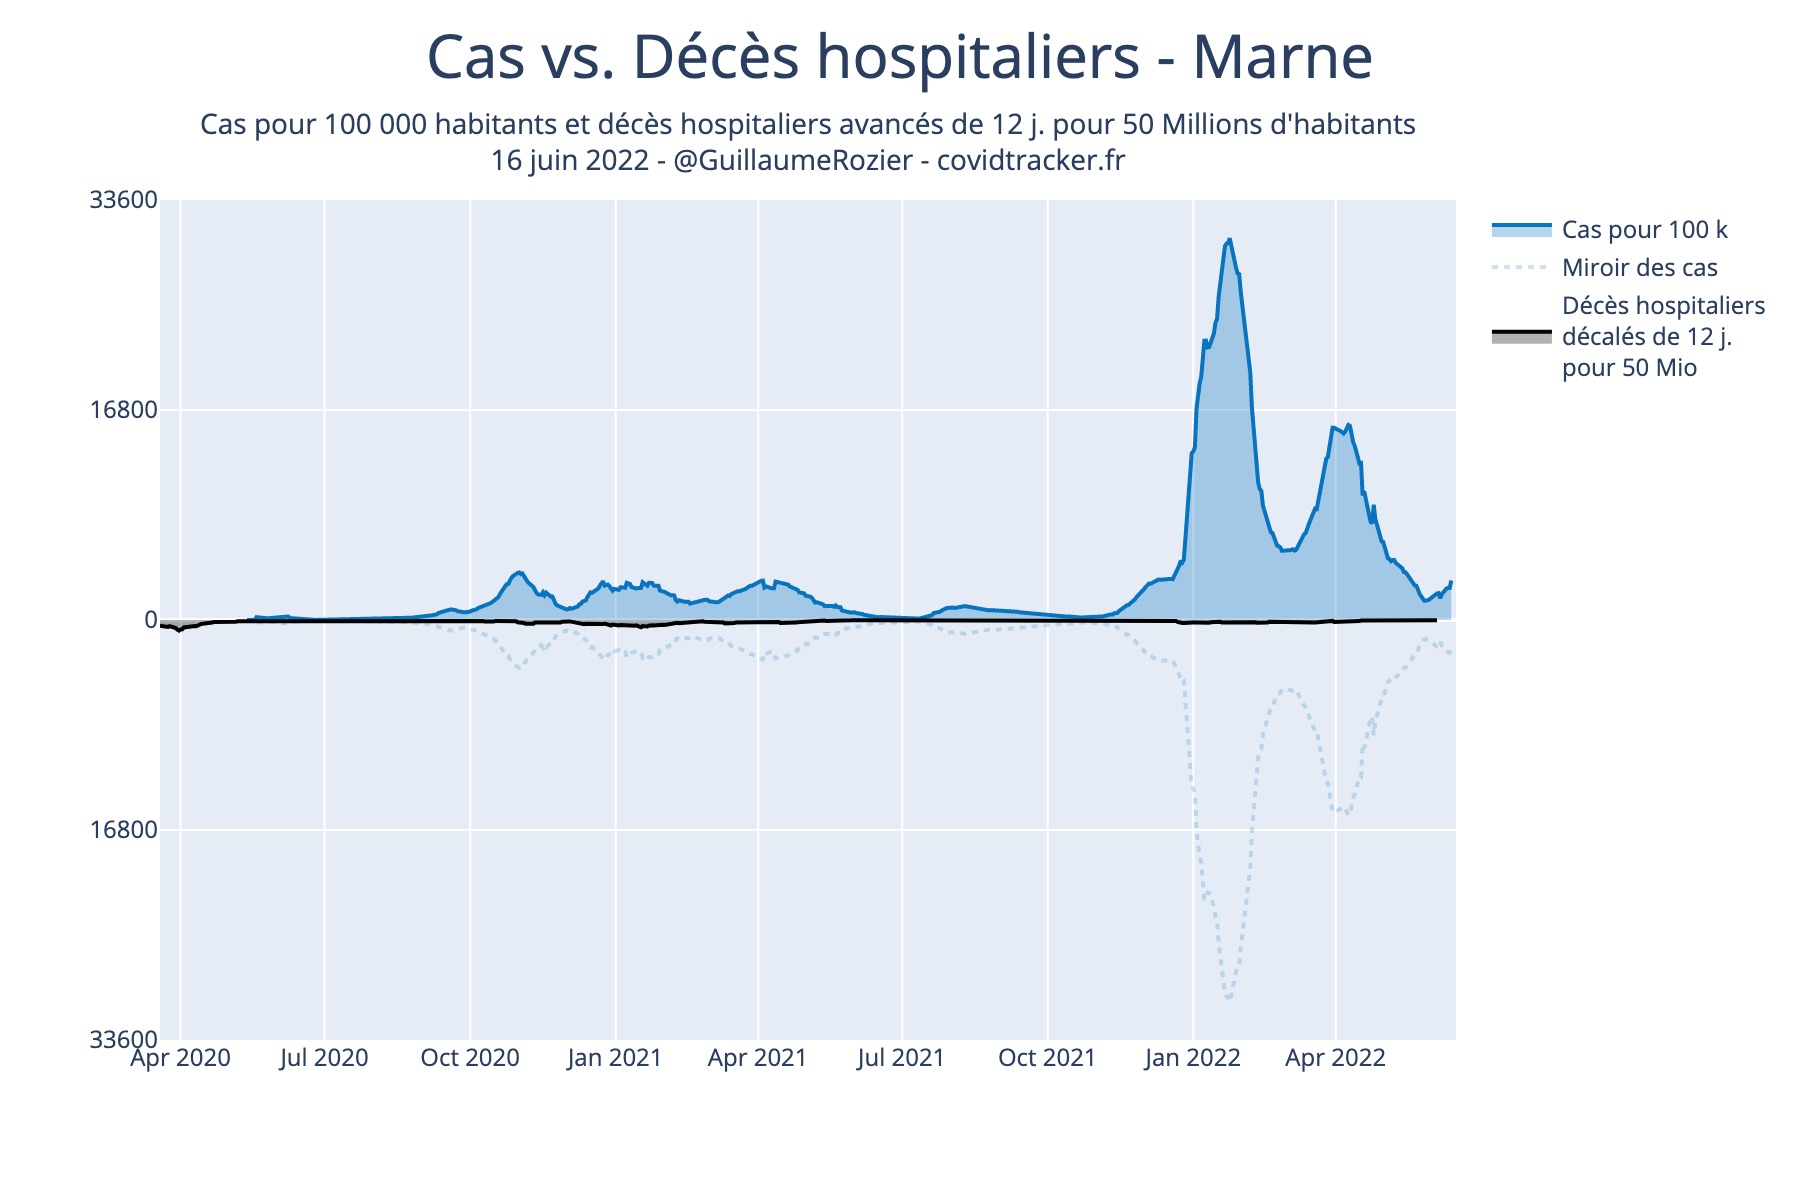 Cas vs. Décès hospitaliers - Marne
Cas pour 100 000 habitants et décès hospitaliers avancés de 12 j. pour 50 Millions d'habitants
16 juin 2022 - @GuillaumeRozier - covidtracker.fr
33600
16800
0
16800
33600
Apr 2020
Jul 2020
Oct 2020
Jan 2021
Apr 2021
Jul 2021
Oct 2021
Jan 2022
Apr 2022
Cas pour 100 k
Miroir des cas
Décès hospitaliers
décalés de 12 j.
pour 50 Mio